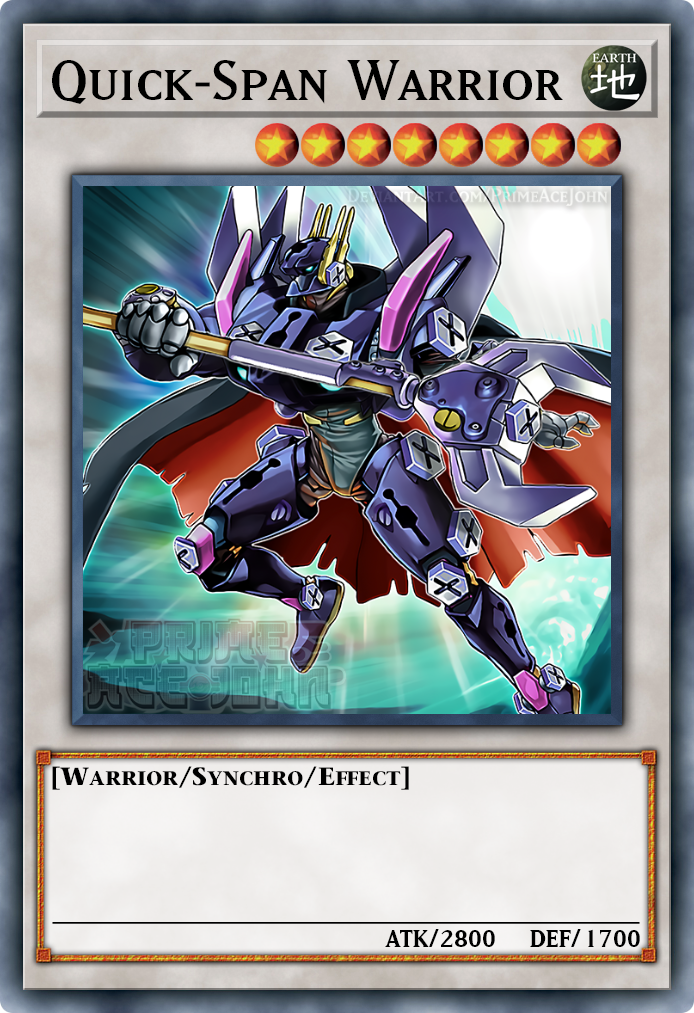 Quick-Span Warrior
EARTH
地
Deviantart.com/PrimeAceJohn
PRIME
ACE JOHN
[Warrior/Synchro/Effect]
ATK/2800 DEF/1700